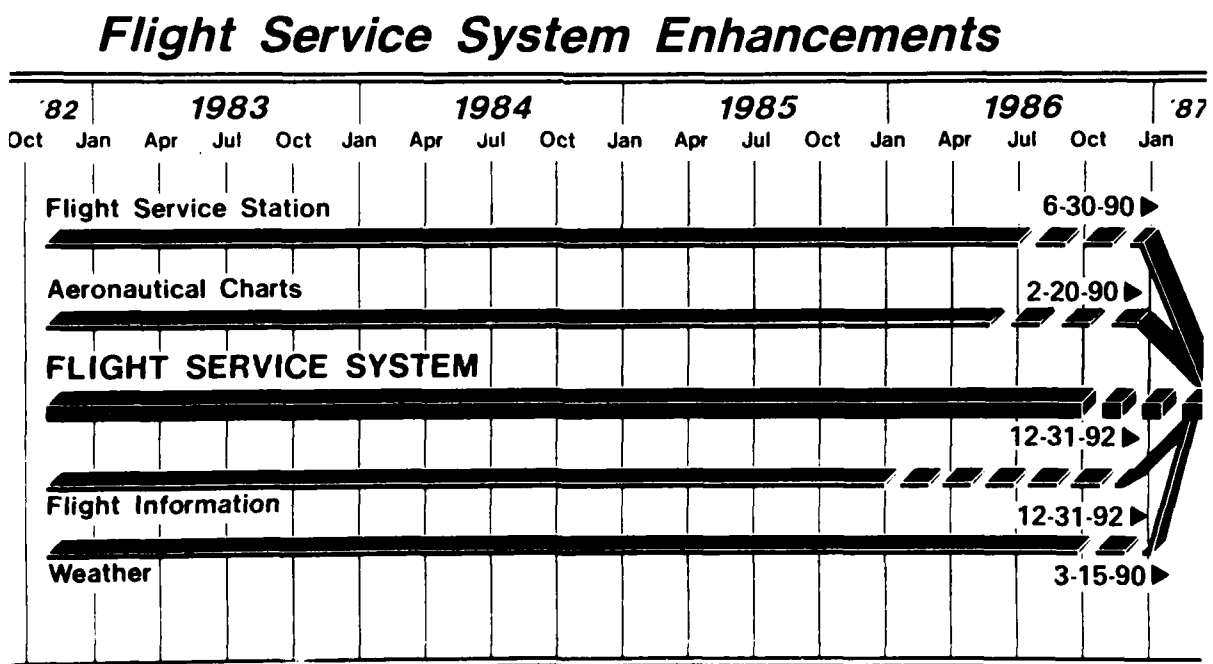 Flight Service System Enhancements
'82 1983 1984 1985 1986 '87
Oct Jan Apr Jul Oct Jan Apr Jul Oct Jan Apr Jul Oct Jan Apr Jul Oct Jan
Flight Service Station
6-30-90
Aeronautical Charts
2-20-90
FLIGHT SERVICE SYSTEM
12-31-92
Flight Information
12-31-92
Weather
3-15-90